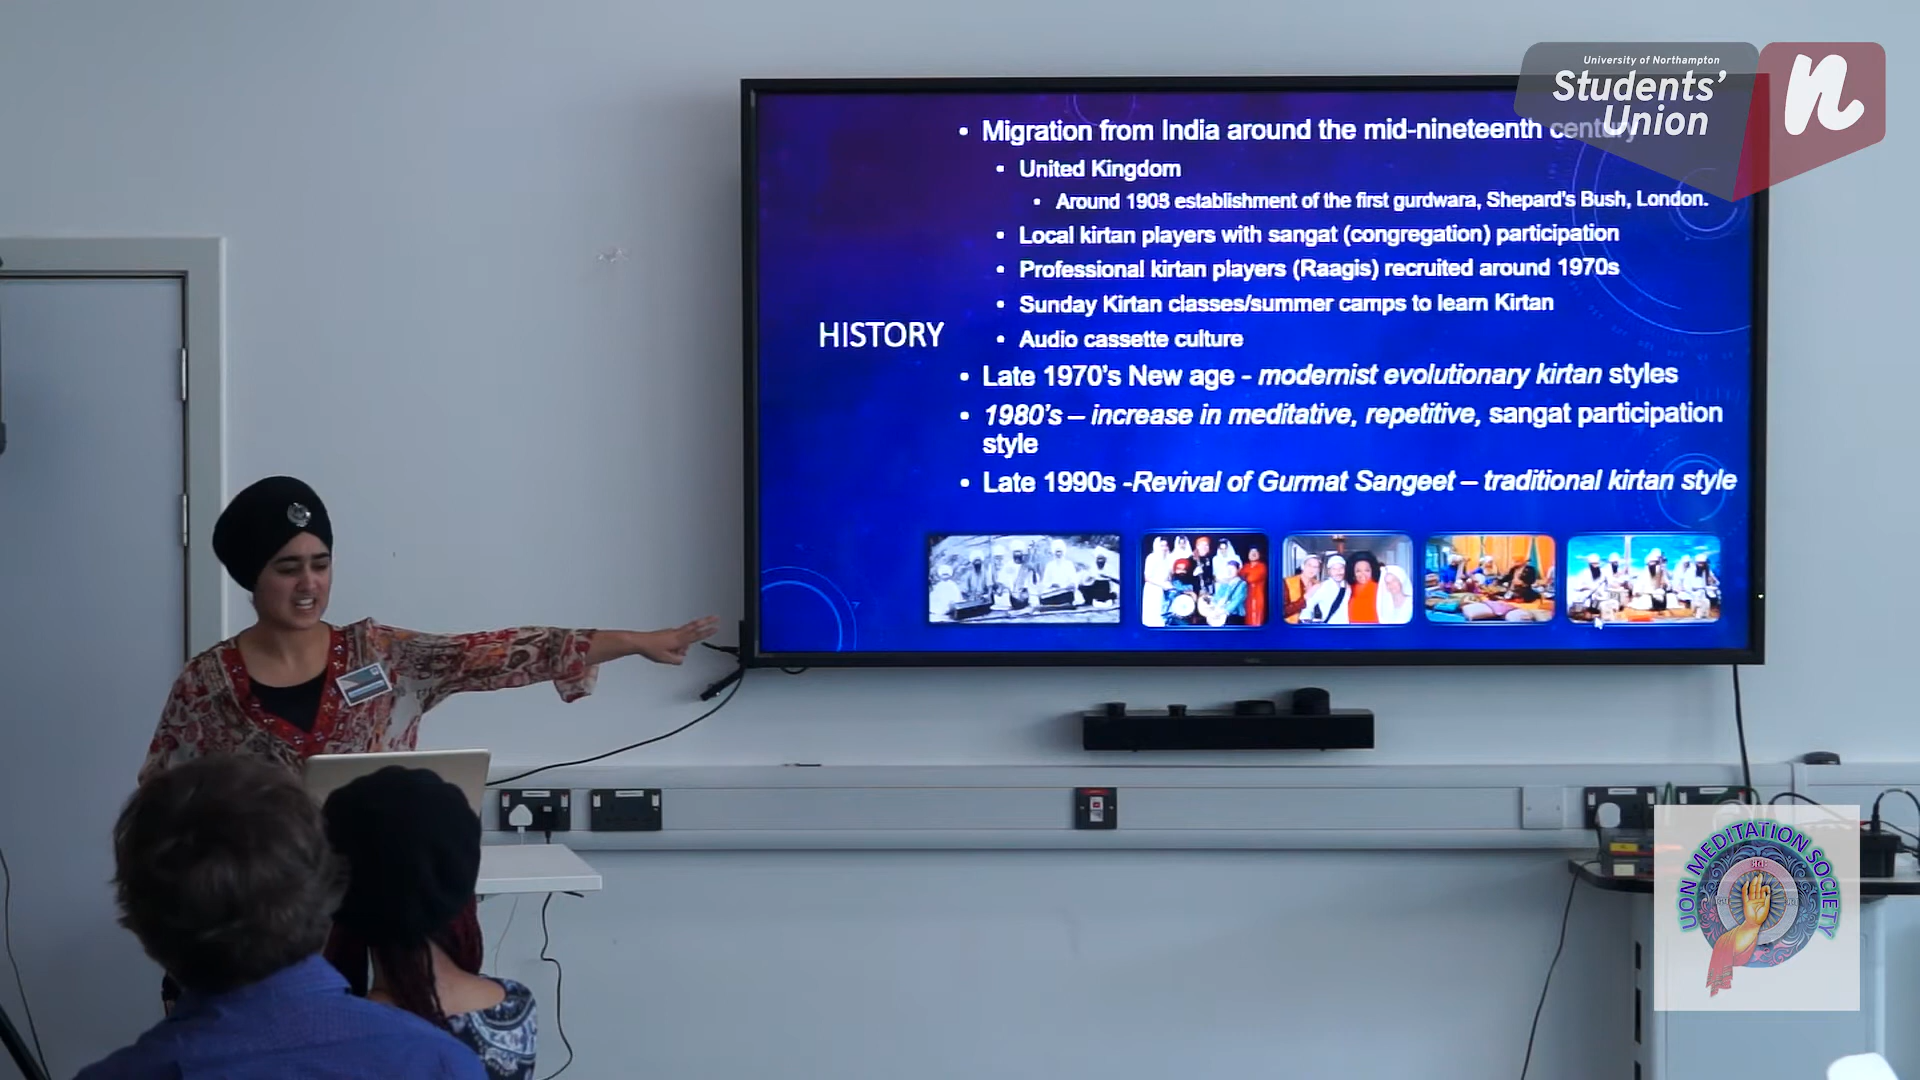 University of Northampton
Students'
Union
n
• Migration from India around the mid-nineteenth century
• United Kingdom
• Around 1908 establishment of the first gurdwara, Shepard's Bush, London.
• Local kirtan players with sangat (congregation) participation
• Professional kirtan players (Raagis) recruited around 1970s
• Sunday Kirtan classes/summer camps to learn Kirtan
HISTORY
• Audio cassette culture
• Late 1970's New age - modernist evolutionary kirtan styles
• 1980's – increase in meditative, repetitive, sangat participation
style
• Late 1990s -Revival of Gurmat Sangeet – traditional kirtan style
UON MEDITATION SOCIETY